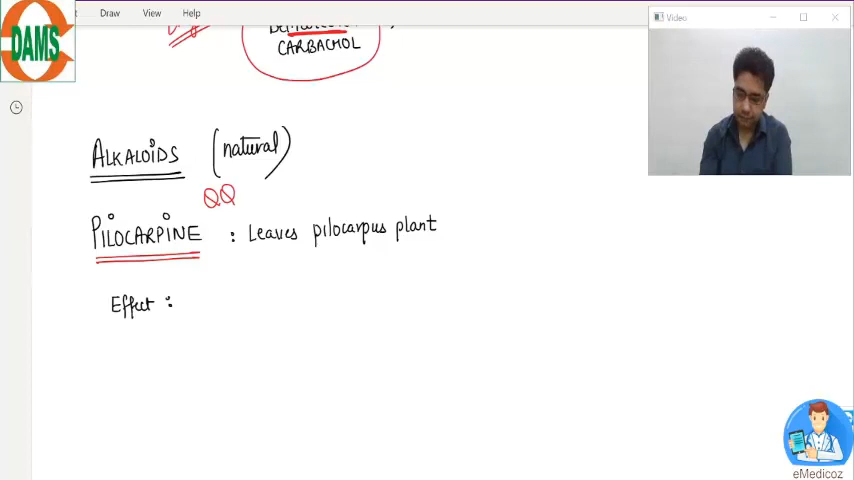 Draw View Help
Video
DAMS
CARBACHOL
ALKALOIDS (natural)
QQ
PILOCARPINE : Leaves pilocarpus plant
Effect :
eMedicoz